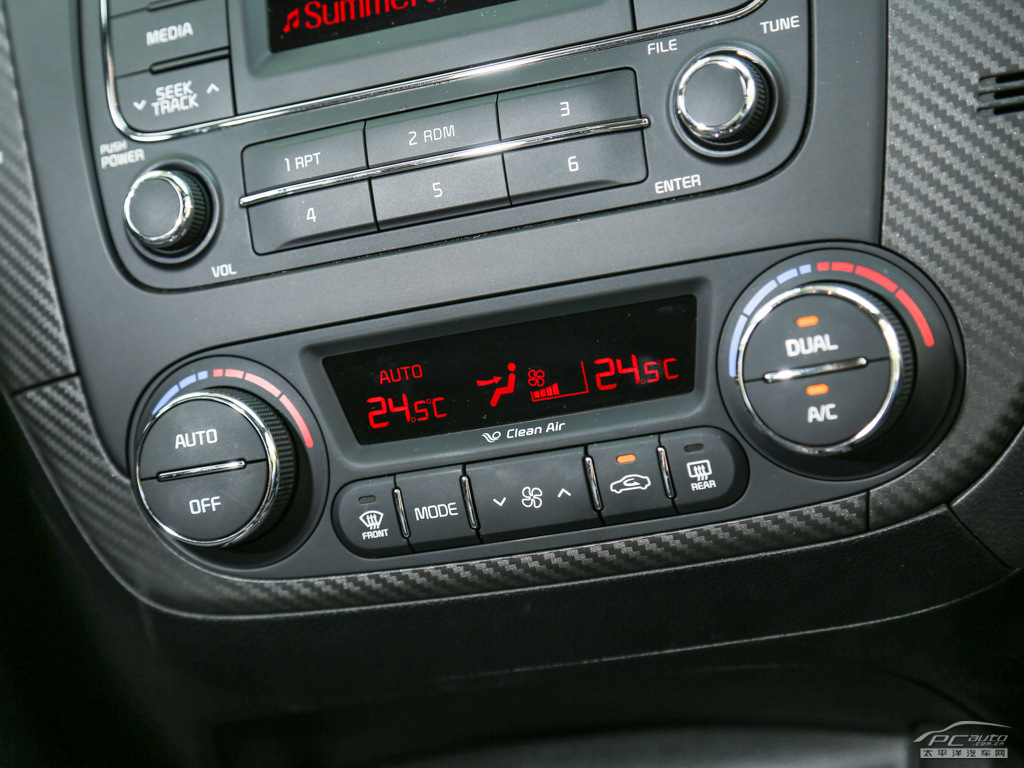 ♫Summer
MEDIA
SEEK
TRACK
FILE
TUNE
PUSH
POWER
1 RPT
2 RDM
3
4
5
6
VOL
ENTER
AUTO
24.5°C
24.5°C
Clean Air
AUTO
OFF
DUAL
A/C
FRONT
MODE
REAR
PCauto
.com.cn
太平洋汽车网